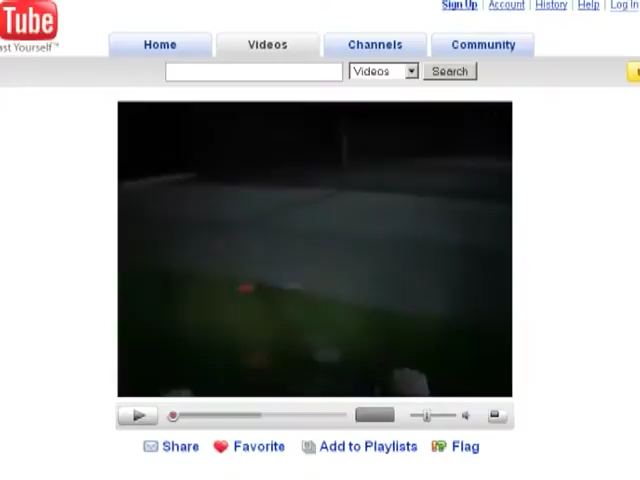 Sign Up | Account | History | Help | Log In
Tube
ast Yourself™
Home Videos Channels Community
Videos Search
Share Favorite Add to Playlists Flag